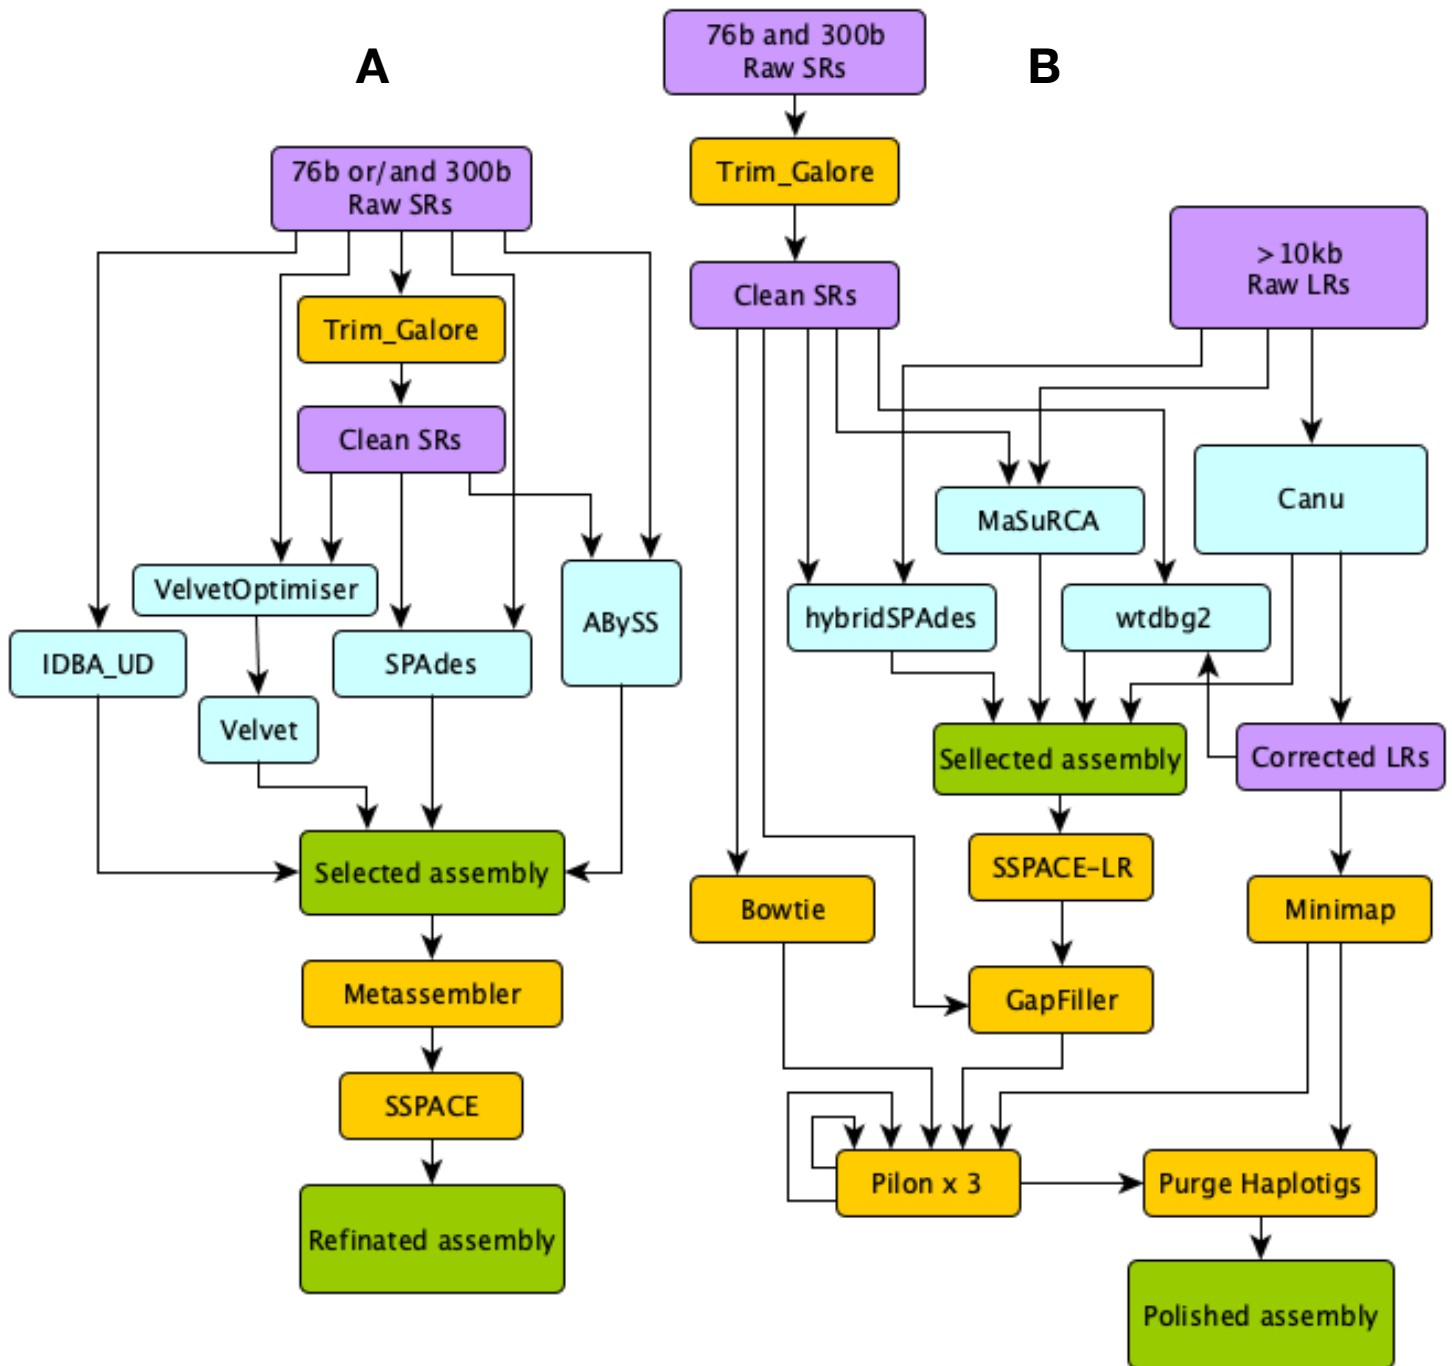 A
76b or/and 300b
Raw SRs
Trim_Galore
Clean SRs
VelvetOptimiser
IDBA_UD
SPAdes
ABySS
Velvet
Selected assembly
Metassembler
SSPACE
Refinated assembly
B
76b and 300b
Raw SRs
Trim_Galore
Clean SRs
>10kb
Raw LRs
Canu
MaSuRCA
hybridSPAdes
wtdbg2
Sellected assembly
Corrected LRs
SSPACE-LR
Bowtie
Minimap
GapFiller
Pilon x 3
Purge Haplotigs
Polished assembly